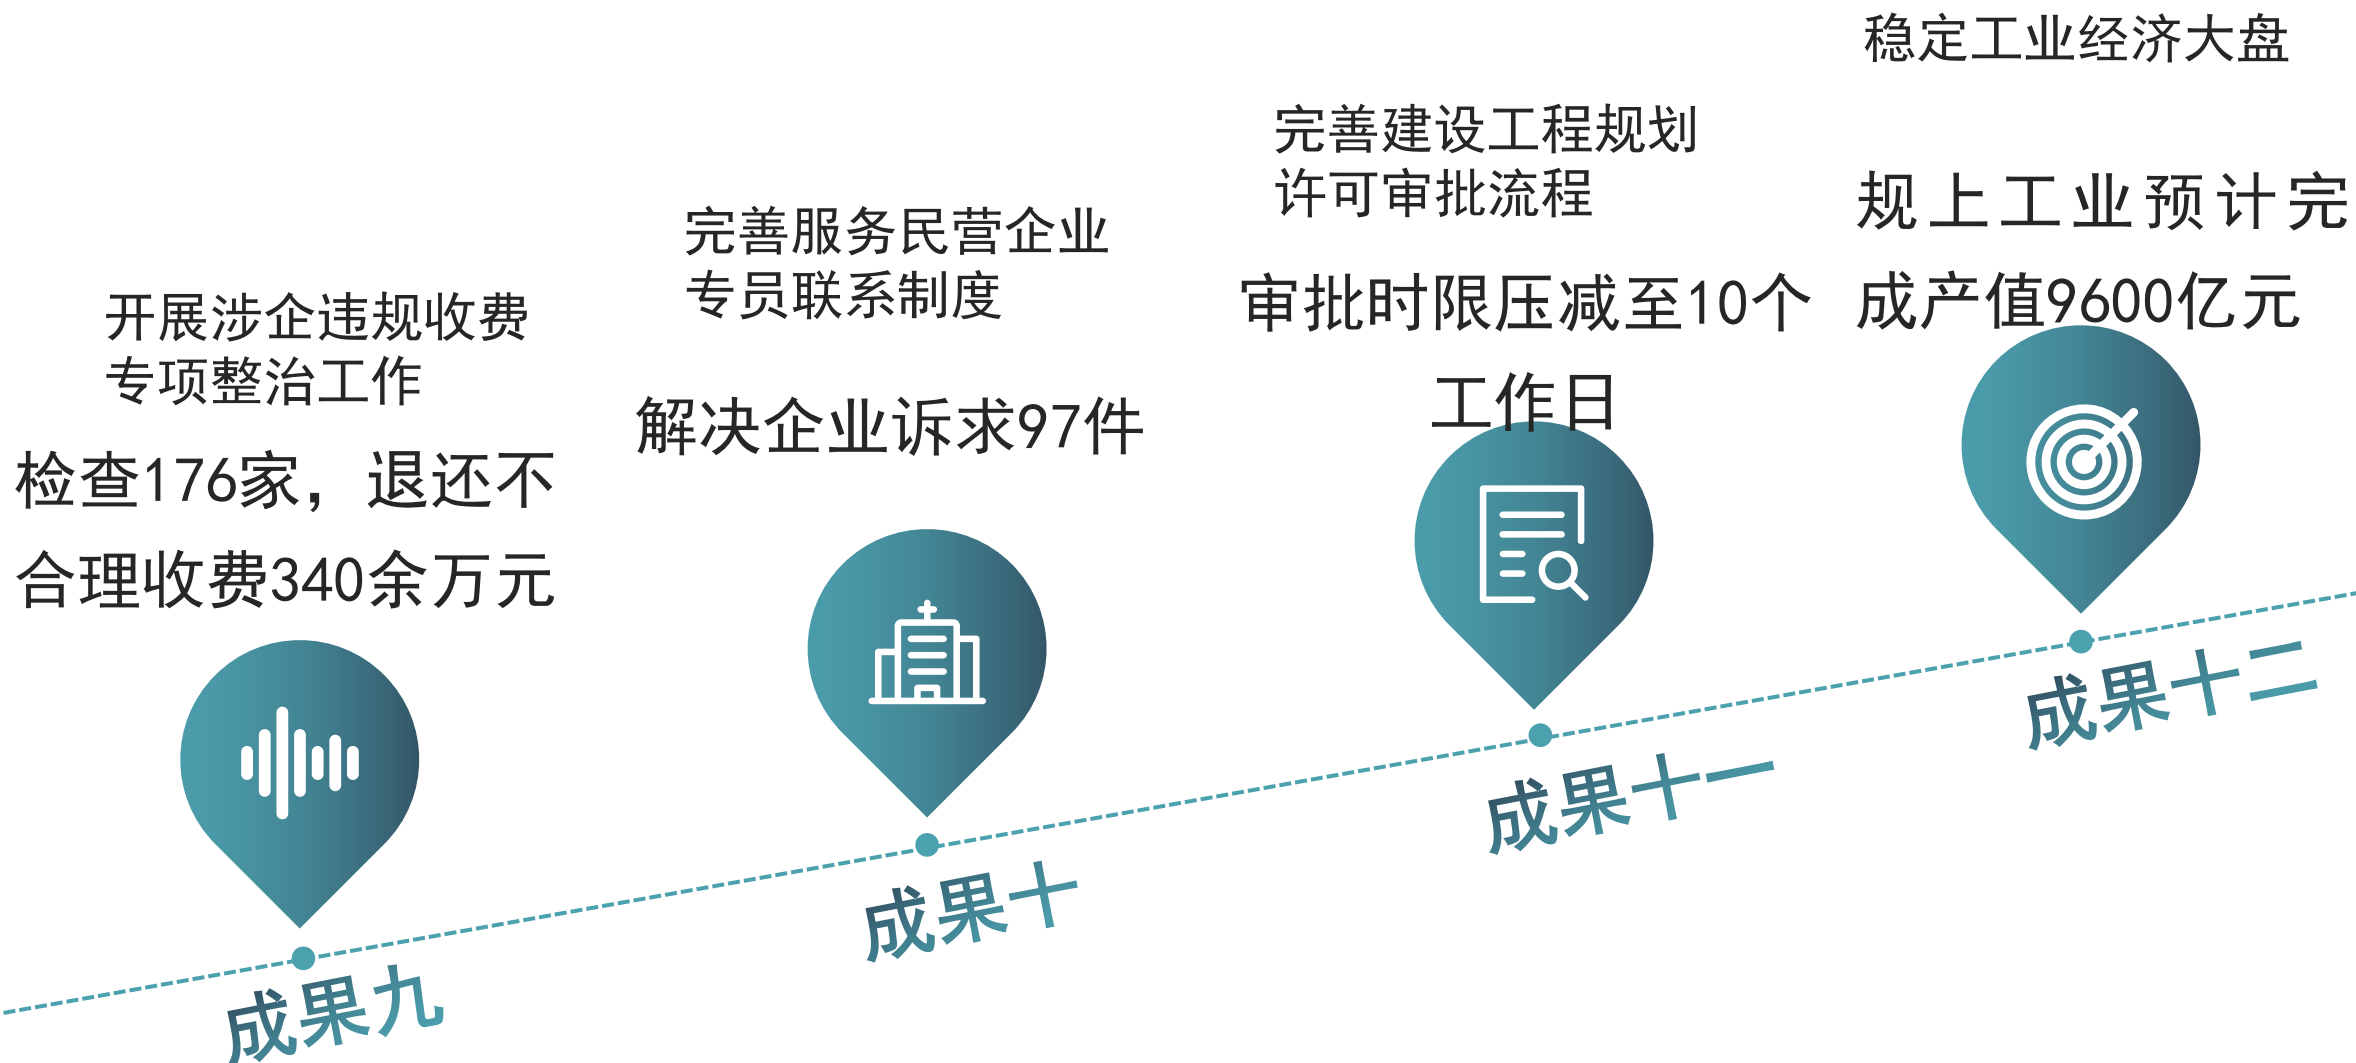 开展涉企违规收费
专项整治工作
检查176家，退还不
合理收费340余万元
成果九
完善服务民营企业
专员联系制度
解决企业诉求97件
成果十
完善建设工程规划
许可审批流程
审批时限压减至10个
工作日
成果十一
稳定工业经济大盘
规上工业预计完
成产值9600亿元
成果十二